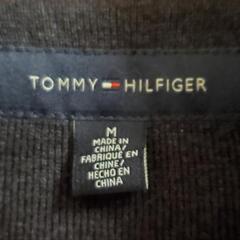 TOMMY HILFIGER
M
MADE IN
CHINA/
FABRIQUÉ EN
CHINE/
HECHO EN
CHINA